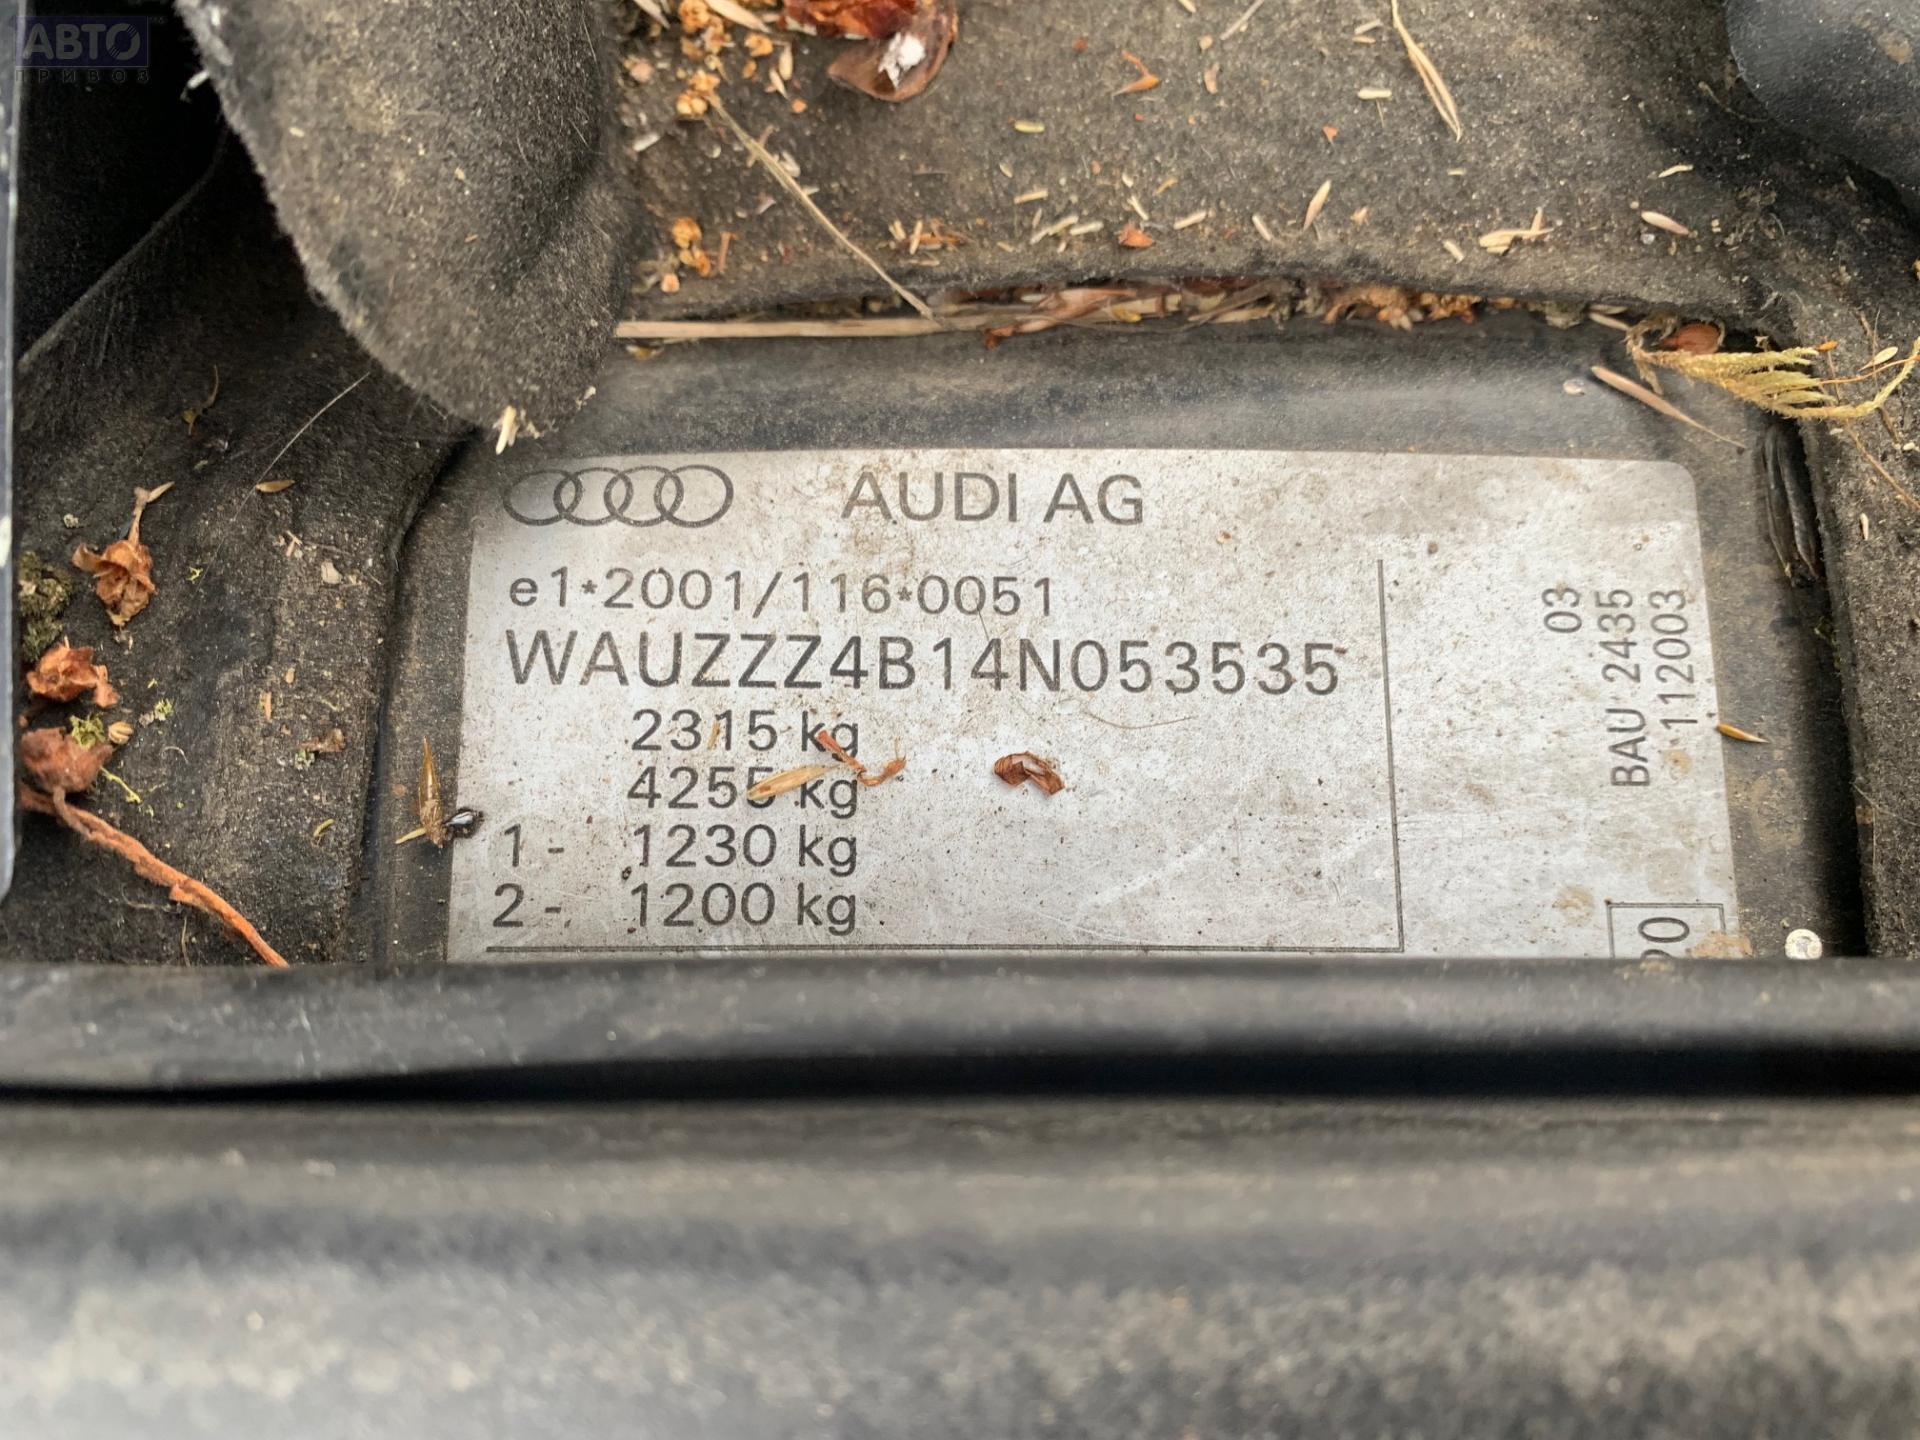 АВТО
ПРИВОЗ
AUDI AG
e1*2001/116*0051
WAUZZZ4B14N053535
2315 kg
4255 kg
1 - 1230 kg
2 - 1200 kg
03
BAU 2435
112003